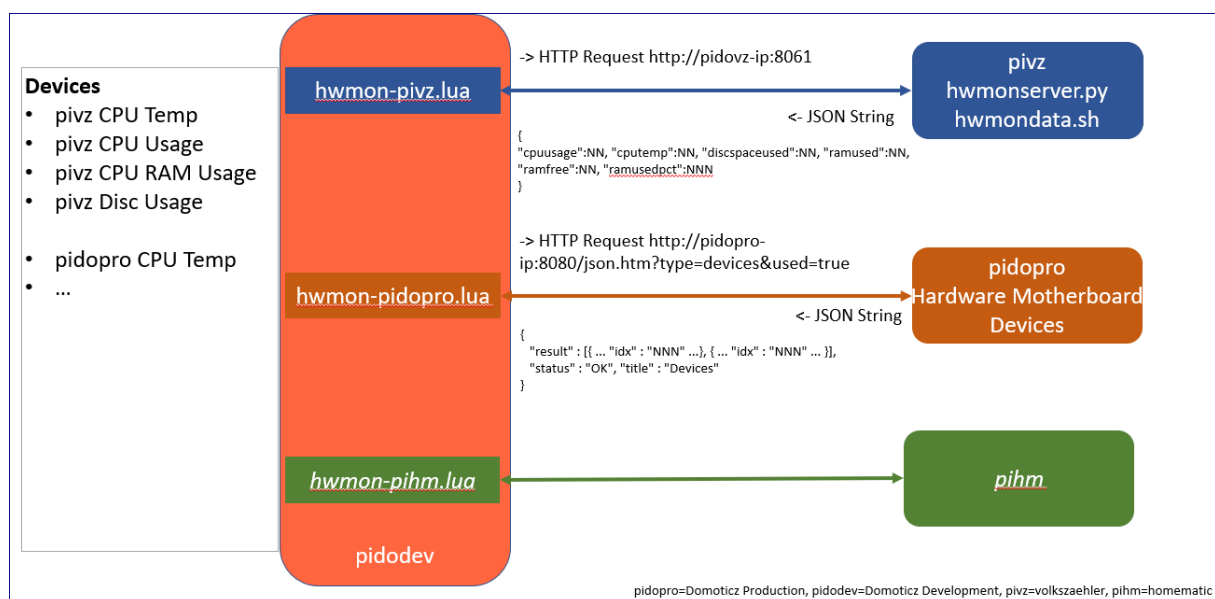 Devices
• pivz CPU Temp
• pivz CPU Usage
• pivz CPU RAM Usage
• pivz Disc Usage
• pidopro CPU Temp
• ...
hwmon-pivz.lua
hwmon-pidopro.lua
hwmon-pihm.lua
pidodev
-> HTTP Request http://pidovz-ip:8061
<- JSON String
{
"cpuusage":NN, "cputemp":NN, "discspaceused":NN, "ramused":NN,
"ramfree":NN, "ramusedpct":NNN
}
-> HTTP Request http://pidopro-
ip:8080/json.htm?type=devices&used=true
<- JSON String
{
"result" : [{ ... "idx" : "NNN" ...}, { ... "idx" : "NNN" ... }],
"status" : "OK", "title" : "Devices"
}
pivz
hwmonserver.py
hwmondata.sh
pidopro
Hardware Motherboard
Devices
pihm
pidopro=Domoticz Production, pidodev=Domoticz Development, pivz=volkszaehler, pihm=homematic